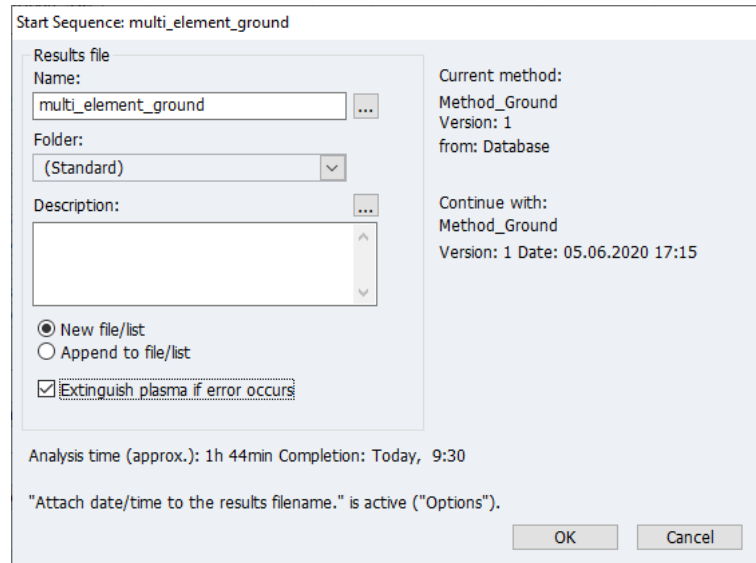 Start Sequence: multi_element_ground
Results file
Name:
multi_element_ground
...
Folder:
(Standard)
Description:
...
New file/list
Append to file/list
Extinguish plasma if error occurs
Current method:
Method_Ground
Version: 1
from: Database
Continue with:
Method_Ground
Version: 1 Date: 05.06.2020 17:15
Analysis time (approx.): 1h 44min Completion: Today,  9:30
"Attach date/time to the results filename." is active ("Options").
OK
Cancel